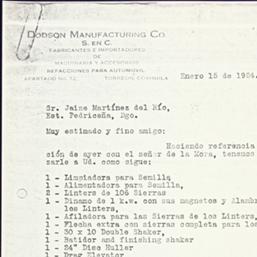 DODSON MANUFACTURING CO.
S. EN C.
FABRICANTES E IMPORTADORES
DE
MAQUINARIA Y ACCESORIOS
REFACCIONES PARA AUTOMOVIL
APARTADO No. 72. TORREON, COAHUILA
Enero 15 de 1924.
Sr. Jaime Martínez del Río,
Est. Pedriceña, Dgo.
Muy estimado y fino amigo:
Haciendo referencia
ción de ayer con el señor de la Mora, tenemos
zarle a Ud. como sigue:
1 - Limpiadora para Semilla
1 - Alimentadora para Semilla,
2 - Linters de 106 Sierras
1 - Dinamo de 1 k.w. con sus magnetos y Alamb
los Linters,
1 - Afiladora para las Sierras de los Linters,
1 - Flecha extra con sierras completa para los
1 - 30 x 10 Double Shaker,
1 - Batidor and finishing shaker
1 - 24" Disc Huller
1 - Drag Elevator